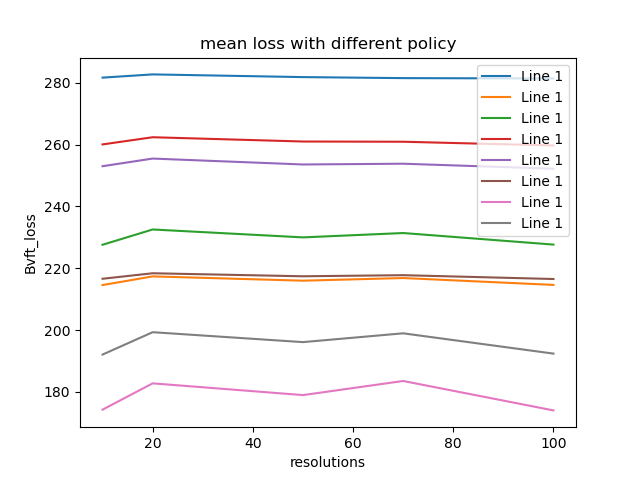 mean loss with different policy
Bvft_loss
280
260
240
220
200
180
Line 1
Line 1
Line 1
Line 1
Line 1
Line 1
Line 1
Line 1
20
40
60
80
100
resolutions